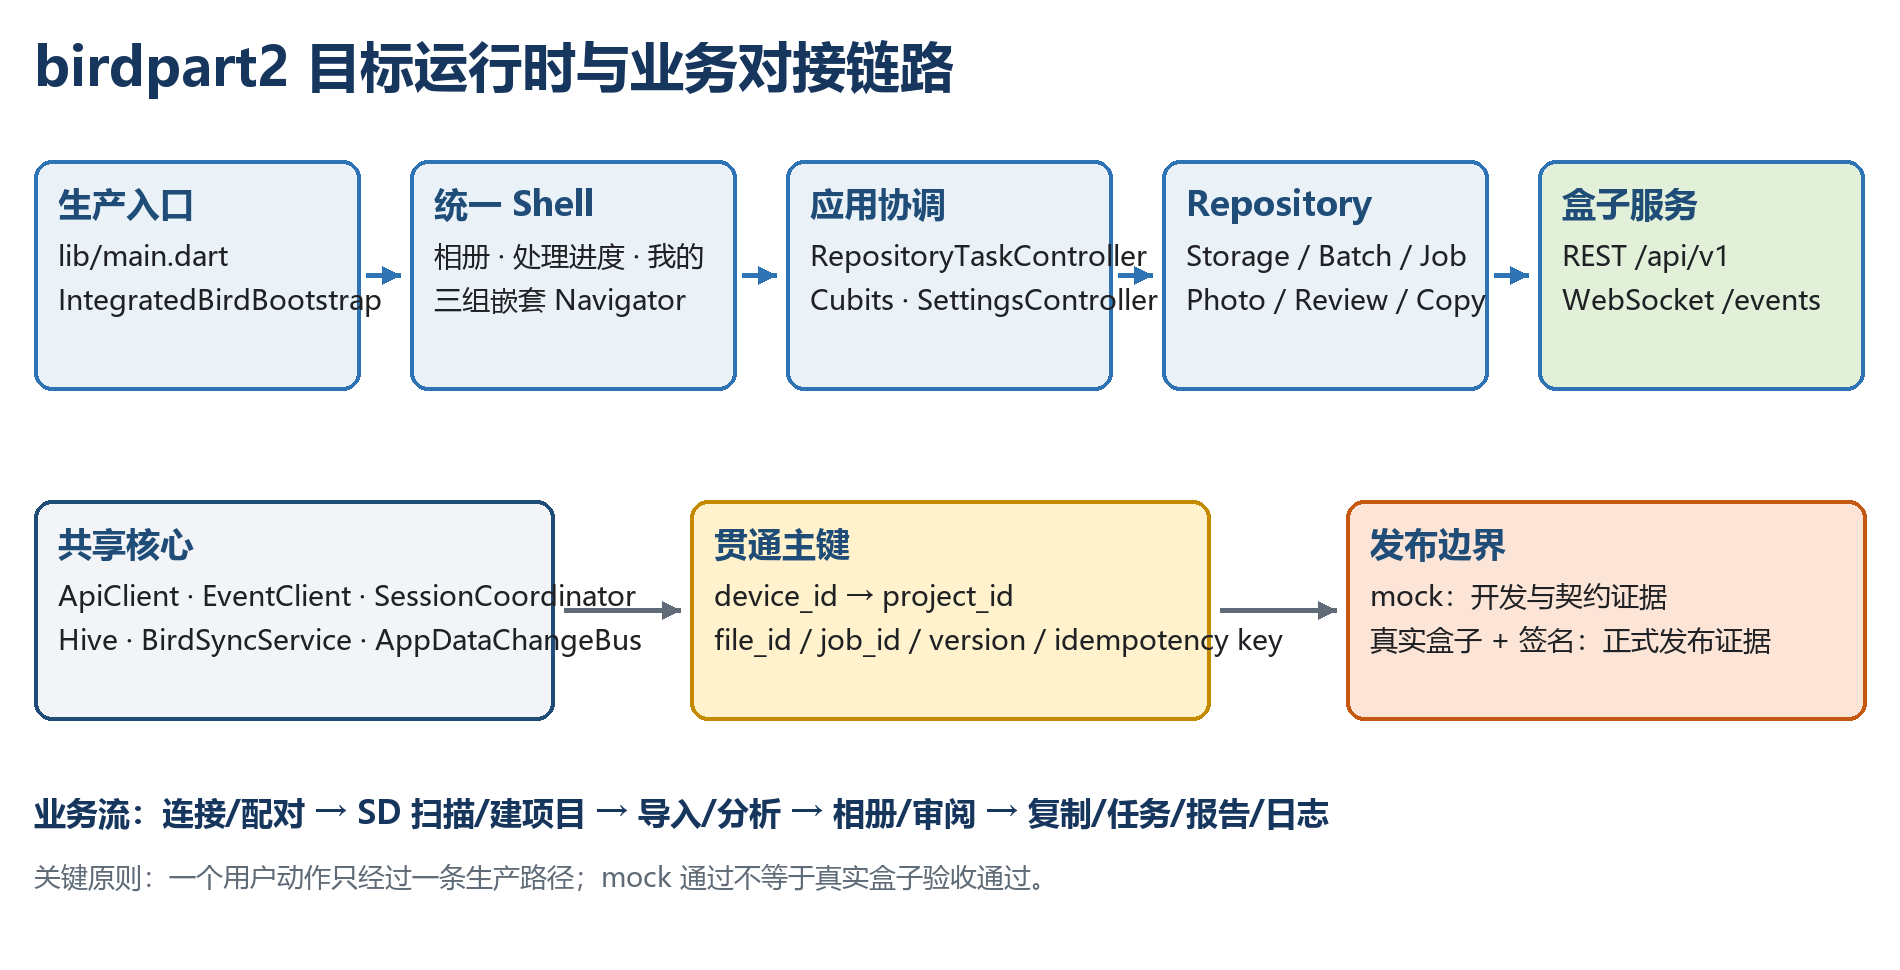 birdpart2 目标运行时与业务对接链路
生产入口
lib/main.dart
IntegratedBirdBootstrap
统一 Shell
相册 · 处理进度 · 我的
三组嵌套 Navigator
应用协调
RepositoryTaskController
Cubits · SettingsController
Repository
Storage / Batch / Job
Photo / Review / Copy
盒子服务
REST /api/v1
WebSocket /events
共享核心
ApiClient · EventClient · SessionCoordinator
Hive · BirdSyncService · AppDataChangeBus
贯通主键
device_id → project_id
file_id / job_id / version / idempotency key
发布边界
mock：开发与契约证据
真实盒子 + 签名：正式发布证据
业务流：连接/配对 → SD 扫描/建项目 → 导入/分析 → 相册/审阅 → 复制/任务/报告/日志
关键原则：一个用户动作只经过一条生产路径；mock 通过不等于真实盒子验收通过。